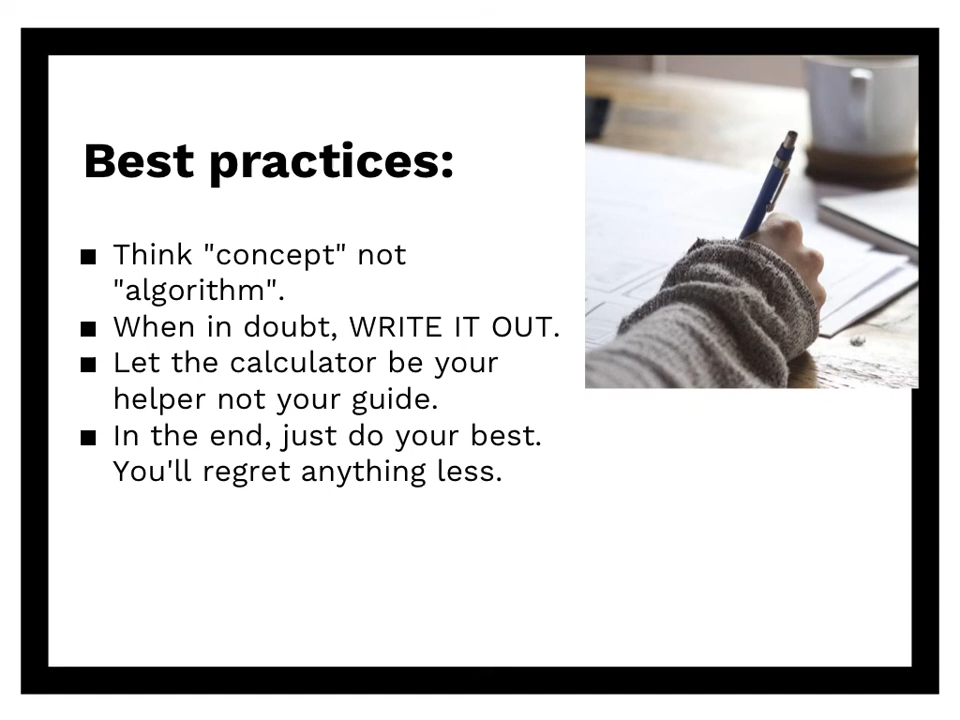 Best practices:
■ Think "concept" not
"algorithm".
■ When in doubt, WRITE IT OUT.
■ Let the calculator be your
helper not your guide.
■ In the end, just do your best.
You'll regret anything less.